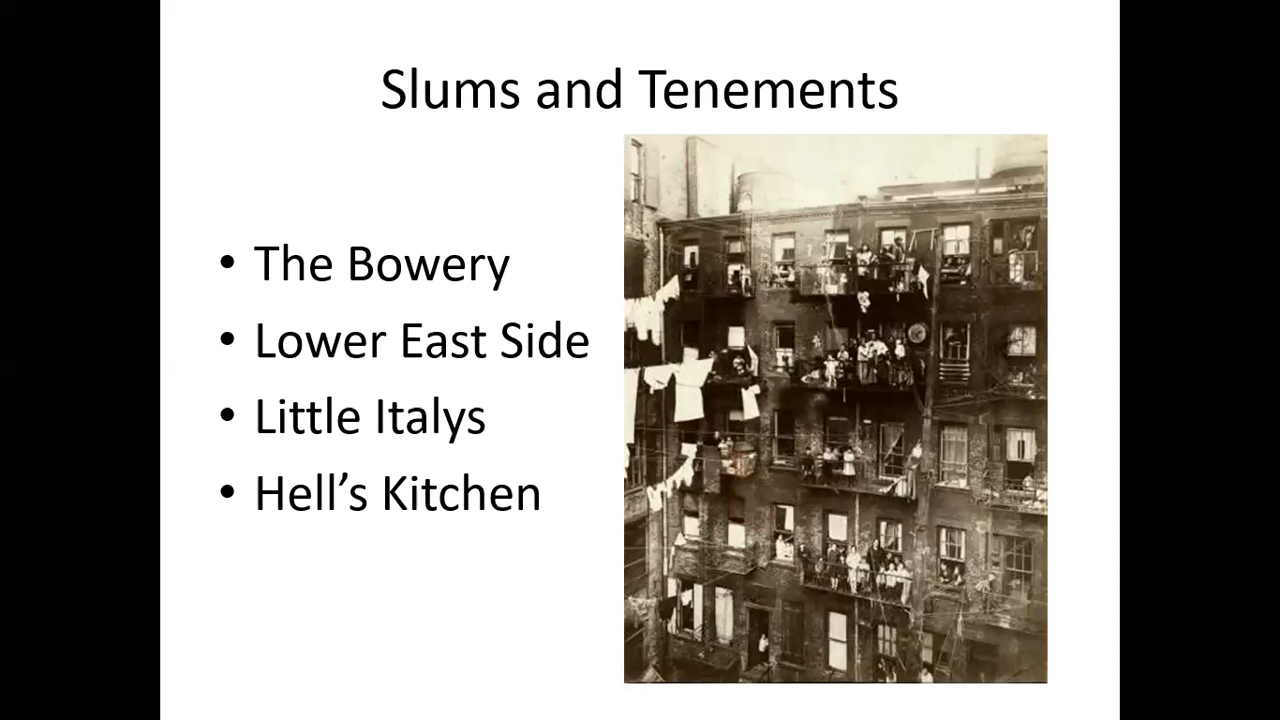 Slums and Tenements
• The Bowery
• Lower East Side
• Little Italys
• Hell’s Kitchen